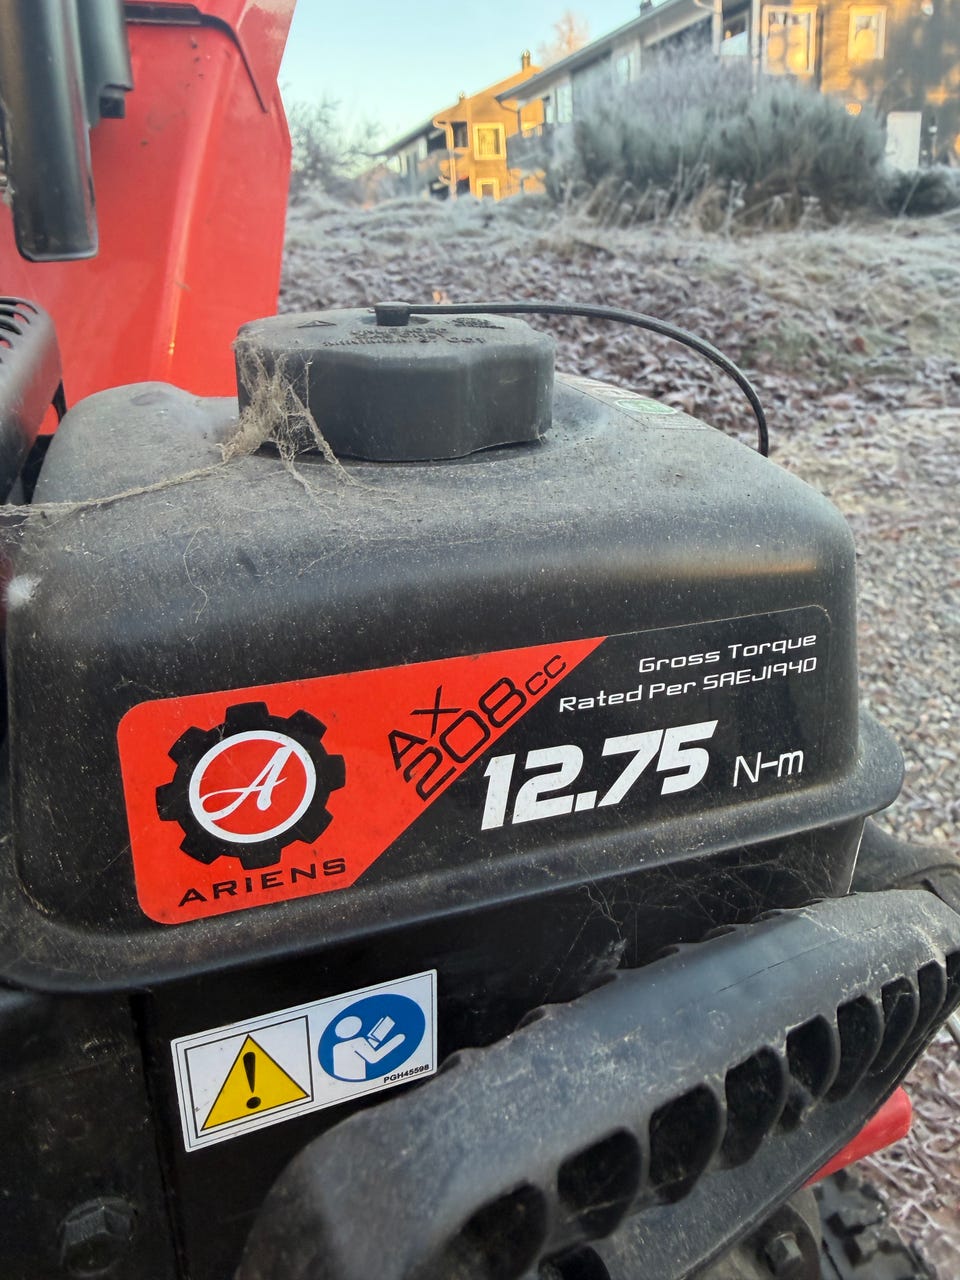 A
ARIENS
AX
208cc
Gross Torque
Rated Per SAEJ1940
12.75 N-m
PGH45598